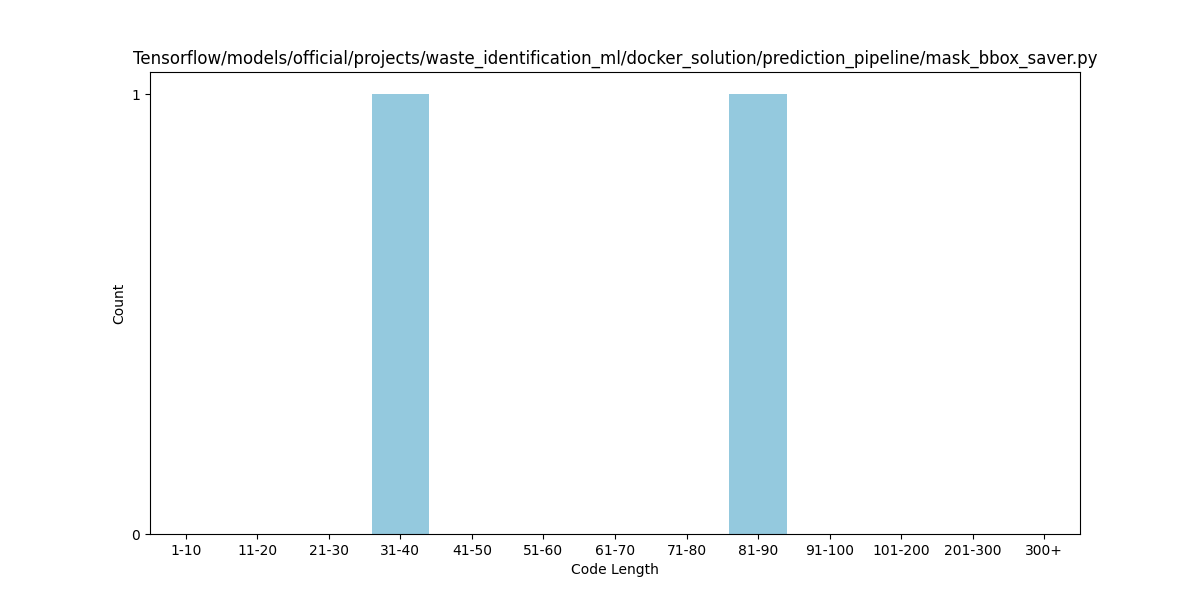 Tensorflow/models/official/projects/waste_identification_ml/docker_solution/prediction_pipeline/mask_bbox_saver.py
1
Count
0
1-10 11-20 21-30 31-40 41-50 51-60 61-70 71-80 81-90 91-100 101-200 201-300 300+
Code Length